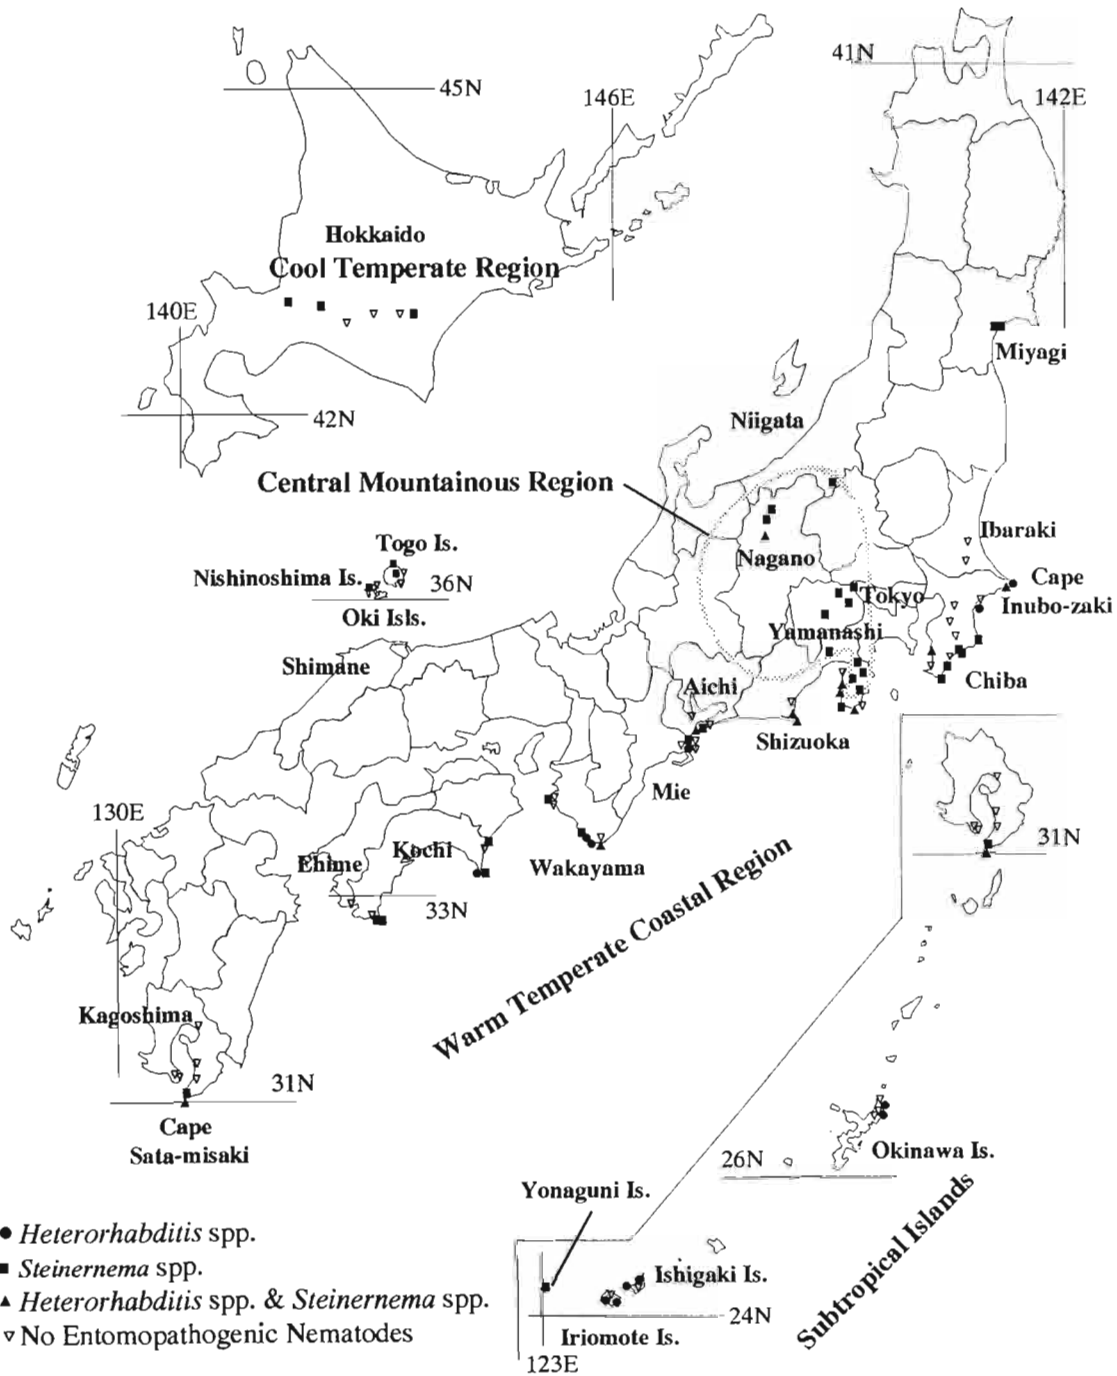 41N
45N
146E
142E
Hokkaido
Cool Temperate Region
140E
Miyagi
42N
Niigata
Central Mountainous Region
Ibaraki
Togo Is.
Nagano
Nishinoshima Is.
36N
Cape
Inubo-zaki
Tokyo
Oki Isls.
Yamanashi
Shimane
Aichi
Chiba
Shizuoka
Mie
130E
31N
Ehime
Kochi
Wakayama
33N
Warm Temperate Coastal Region
Kagoshima
31N
Cape
Sata-misaki
Okinawa Is.
26N
Yonaguni Is.
Subtropical Islands
● Heterorhabditis spp.
■ Steinernema spp.
▲ Heterorhabditis spp. & Steinernema spp.
▽ No Entomopathogenic Nematodes
Ishigaki Is.
24N
Iriomote Is.
123E